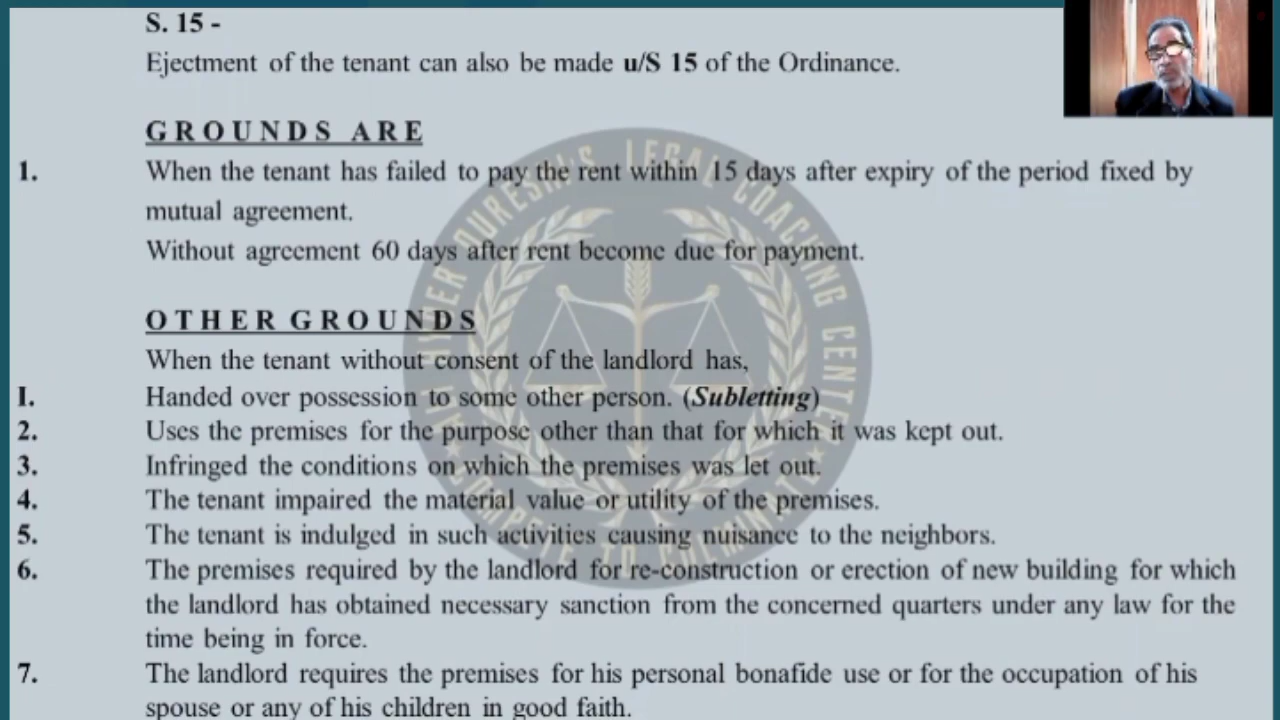 S. 15 -
Ejectment of the tenant can also be made u/S 15 of the Ordinance.
GROUNDS ARE
1. When the tenant has failed to pay the rent within 15 days after expiry of the period fixed by
mutual agreement.
Without agreement 60 days after rent become due for payment.
OTHER GROUNDS
When the tenant without consent of the landlord has,
I. Handed over possession to some other person. (Subletting)
2. Uses the premises for the purpose other than that for which it was kept out.
3. Infringed the conditions on which the premises was let out.
4. The tenant impaired the material value or utility of the premises.
5. The tenant is indulged in such activities causing nuisance to the neighbors.
6. The premises required by the landlord for re-construction or erection of new building for which
the landlord has obtained necessary sanction from the concerned quarters under any law for the
time being in force.
7. The landlord requires the premises for his personal bonafide use or for the occupation of his
spouse or any of his children in good faith.
QURESHI'S LEGAL COACHING CENTER
COMPETE TO CULMINATE